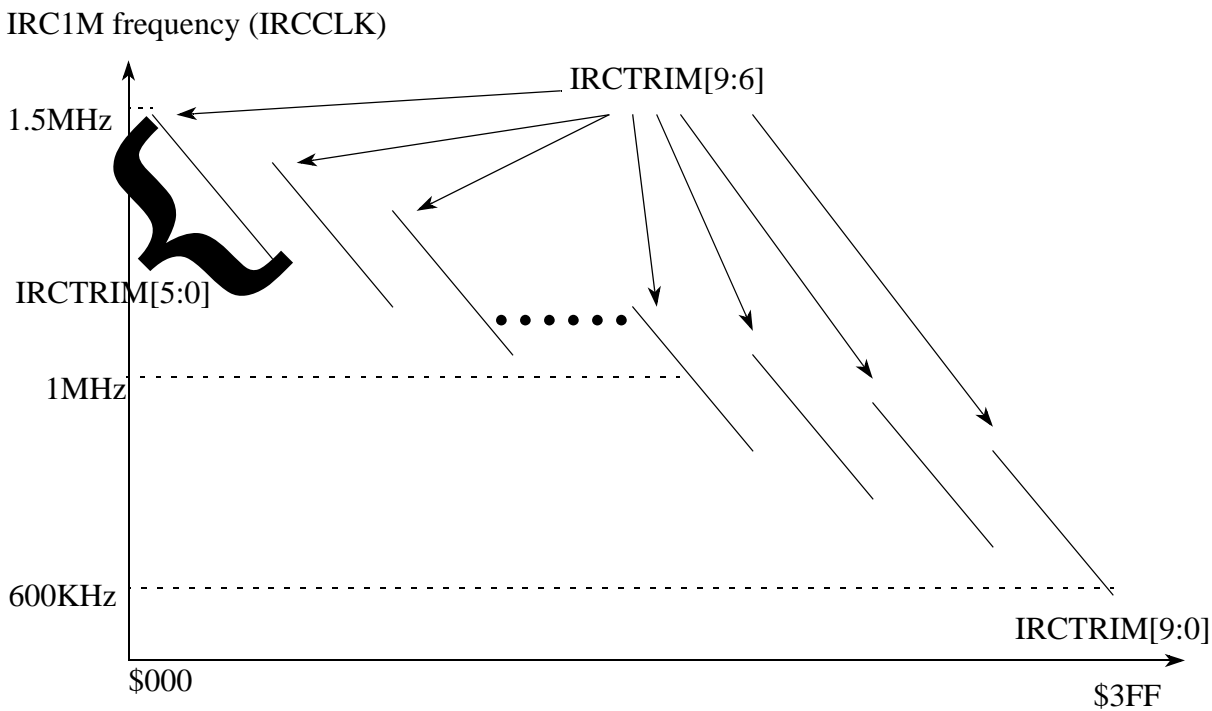 IRC1M frequency (IRCCLK)
IRCTRIM[9:6]
1.5MHz
IRCTRIM[5:0]
1MHz
600KHz
IRCTRIM[9:0]
$000
$3FF